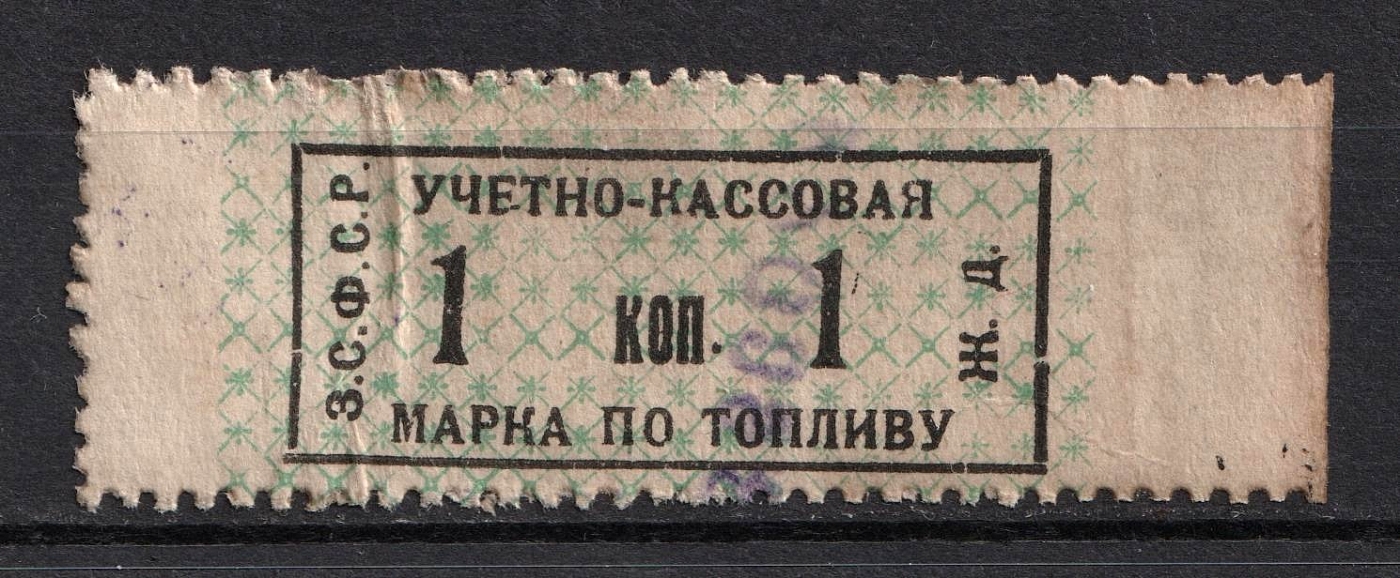 УЧЕТНО-КАССОВАЯ
З.С.Ф.С.Р.
1 КОП. 1
Ж. Д.
МАРКА ПО ТОПЛИВУ